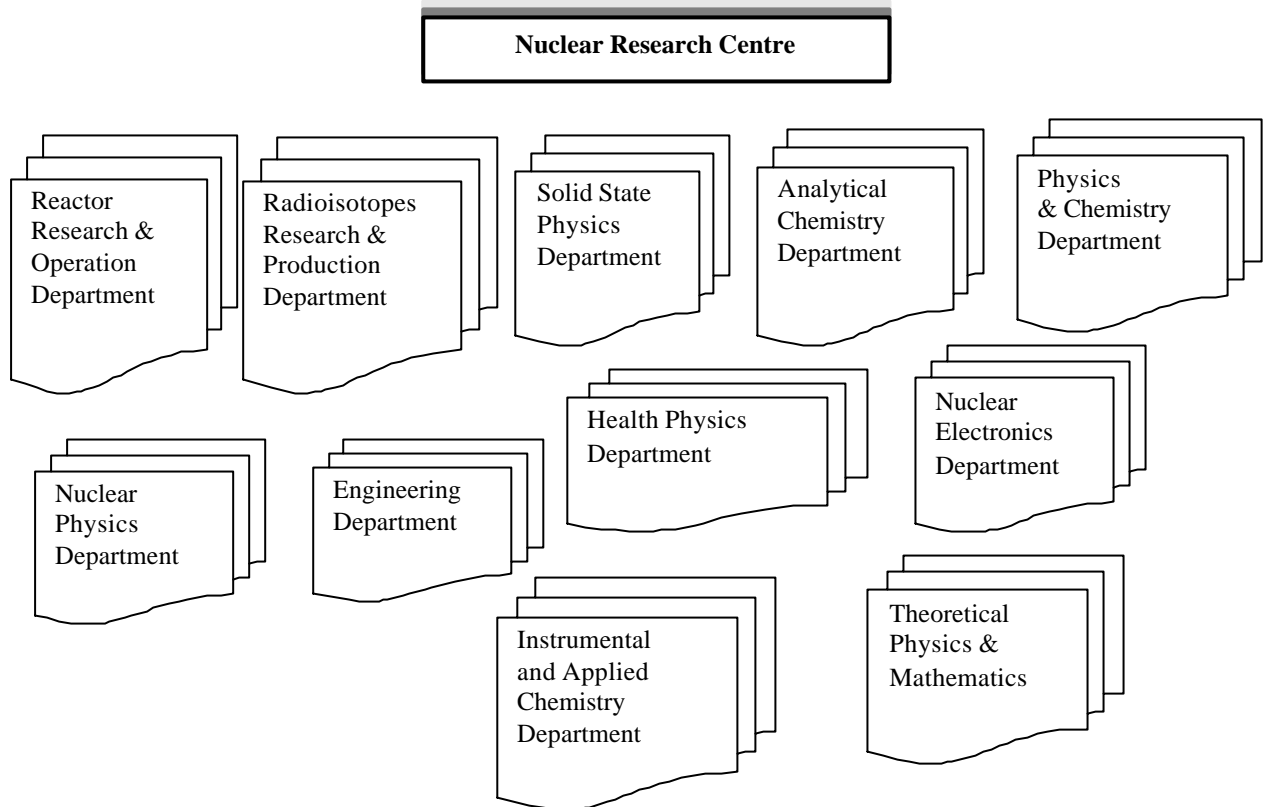 Nuclear Research Centre
Reactor
Research &
Operation
Department
Radioisotopes
Research &
Production
Department
Solid State
Physics
Department
Analytical
Chemistry
Department
Physics
& Chemistry
Department
Health Physics
Department
Nuclear
Electronics
Department
Nuclear
Physics
Department
Engineering
Department
Instrumental
and Applied
Chemistry
Department
Theoretical
Physics &
Mathematics